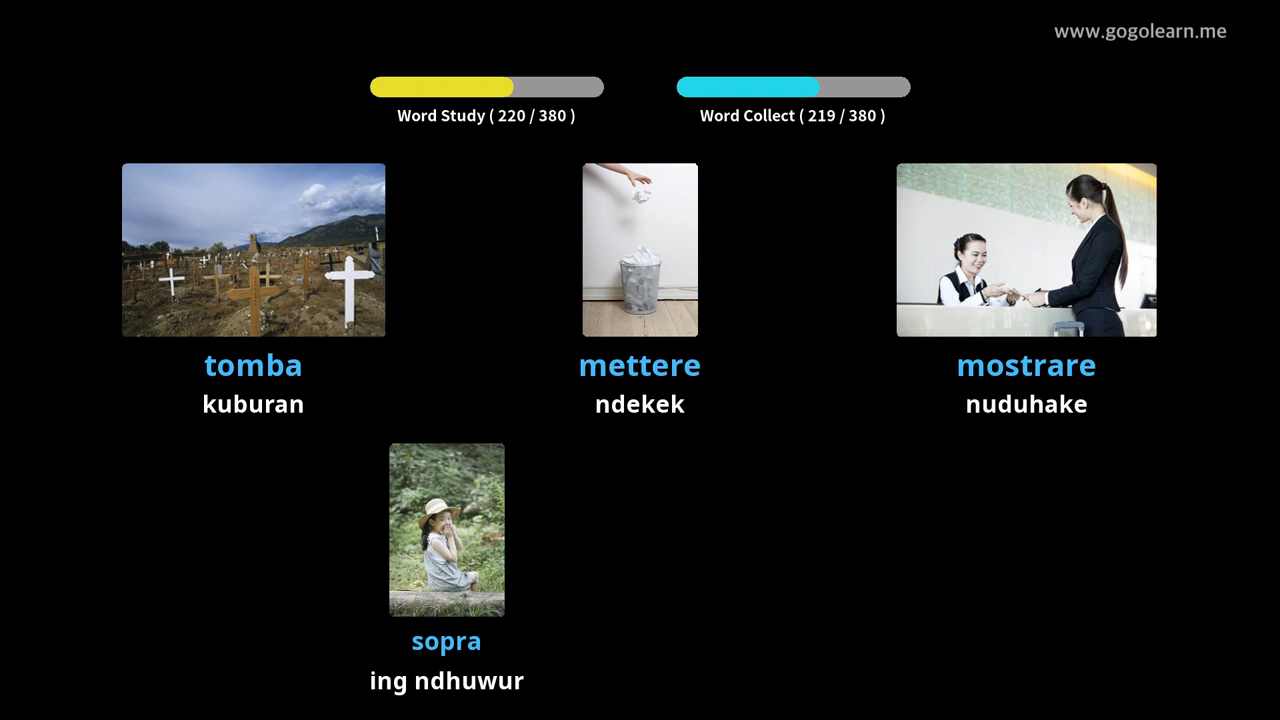 www.gogolearn.me
Word Study ( 220 / 380 )
Word Collect ( 219 / 380 )
tomba
kuburan
mettere
ndekek
mostrare
nuduhake
sopra
ing ndhuwur